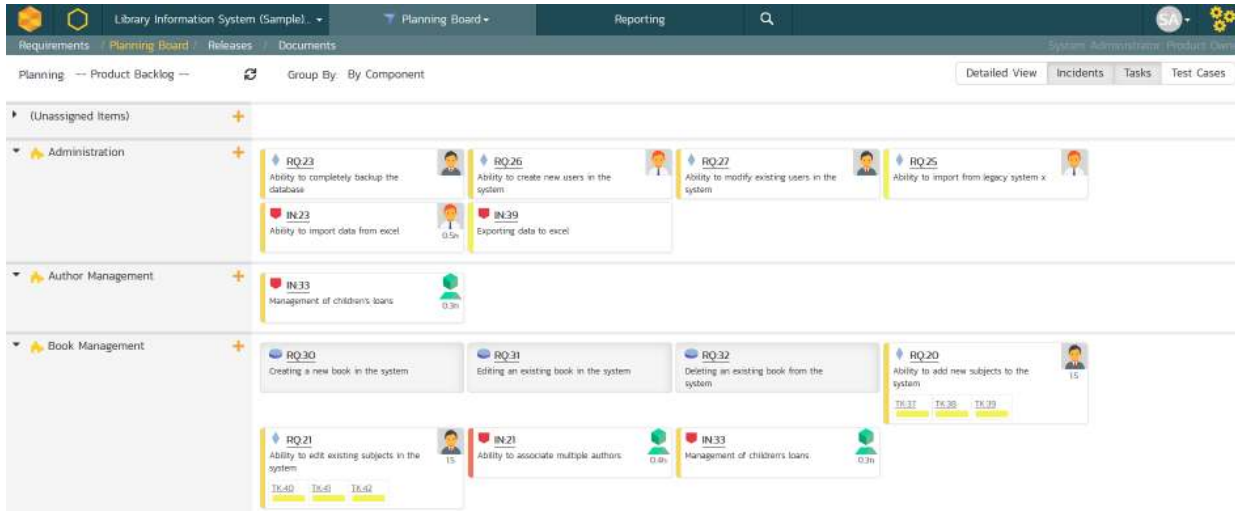 Library Information System (Sample)... Planning Board Reporting SA
Requirements / Planning Board / Releases / Documents System Administrator Product Own
Planning: -- Product Backlog -- Group By: By Component Detailed View Incidents Tasks Test Cases
(Unassigned Items) +
Administration +
RQ:23 RQ:26 RQ:27 RQ:25
Ability to completely backup the Ability to create new users in the Ability to modify existing users in the Ability to import from legacy system x
database system system
IN:23 IN:39
Ability to import data from excel 0.5h Exporting data to excel
Author Management +
IN:33
Management of children's loans 0.3h
Book Management +
RQ:30 RQ:31 RQ:32 RQ:20
Creating a new book in the system Editing an existing book in the system Deleting an existing book from the Ability to add new subjects to the 1.5
system system
TK:37 TK:38 TK:39
RQ:21 IN:21 IN:33
Ability to edit existing subjects in the 1.5 Ability to associate multiple authors Management of children's loans 0.3h
system
TK:40 TK:41 TK:42